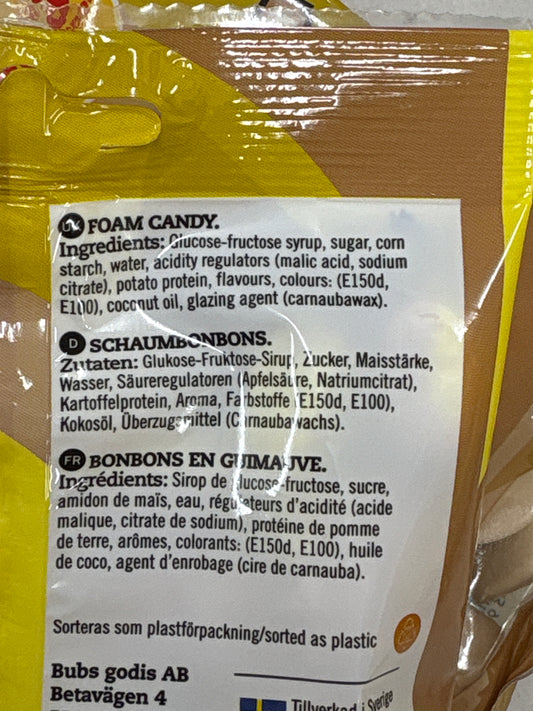 UK FOAM CANDY.
Ingredients: Glucose-fructose syrup, sugar, corn
starch, water, acidity regulators (malic acid, sodium
citrate), potato protein, flavours, colours: (E150d,
E100), coconut oil, glazing agent (carnaubawax).
D SCHAUMBONBONS.
Zutaten: Glukose-Fruktose-Sirup, Zucker, Maisstärke,
Wasser, Säureregulatoren (Apfelsäure, Natriumcitrat),
Kartoffelprotein, Aroma, Farbstoffe (E150d, E100),
Kokosöl, Überzugsmittel (Carnaubawachs).
FR BONBONS EN GUIMAUVE.
Ingrédients: Sirop de glucose-fructose, sucre,
amidon de maïs, eau, régulateurs d'acidité (acide
malique, citrate de sodium), protéine de pomme
de terre, arômes, colorants: (E150d, E100), huile
de coco, agent d'enrobage (cire de carnauba).
Sorteras som plastförpackning/sorted as plastic
Bubs godis AB
Betavägen 4
Tillverkad i Sverige